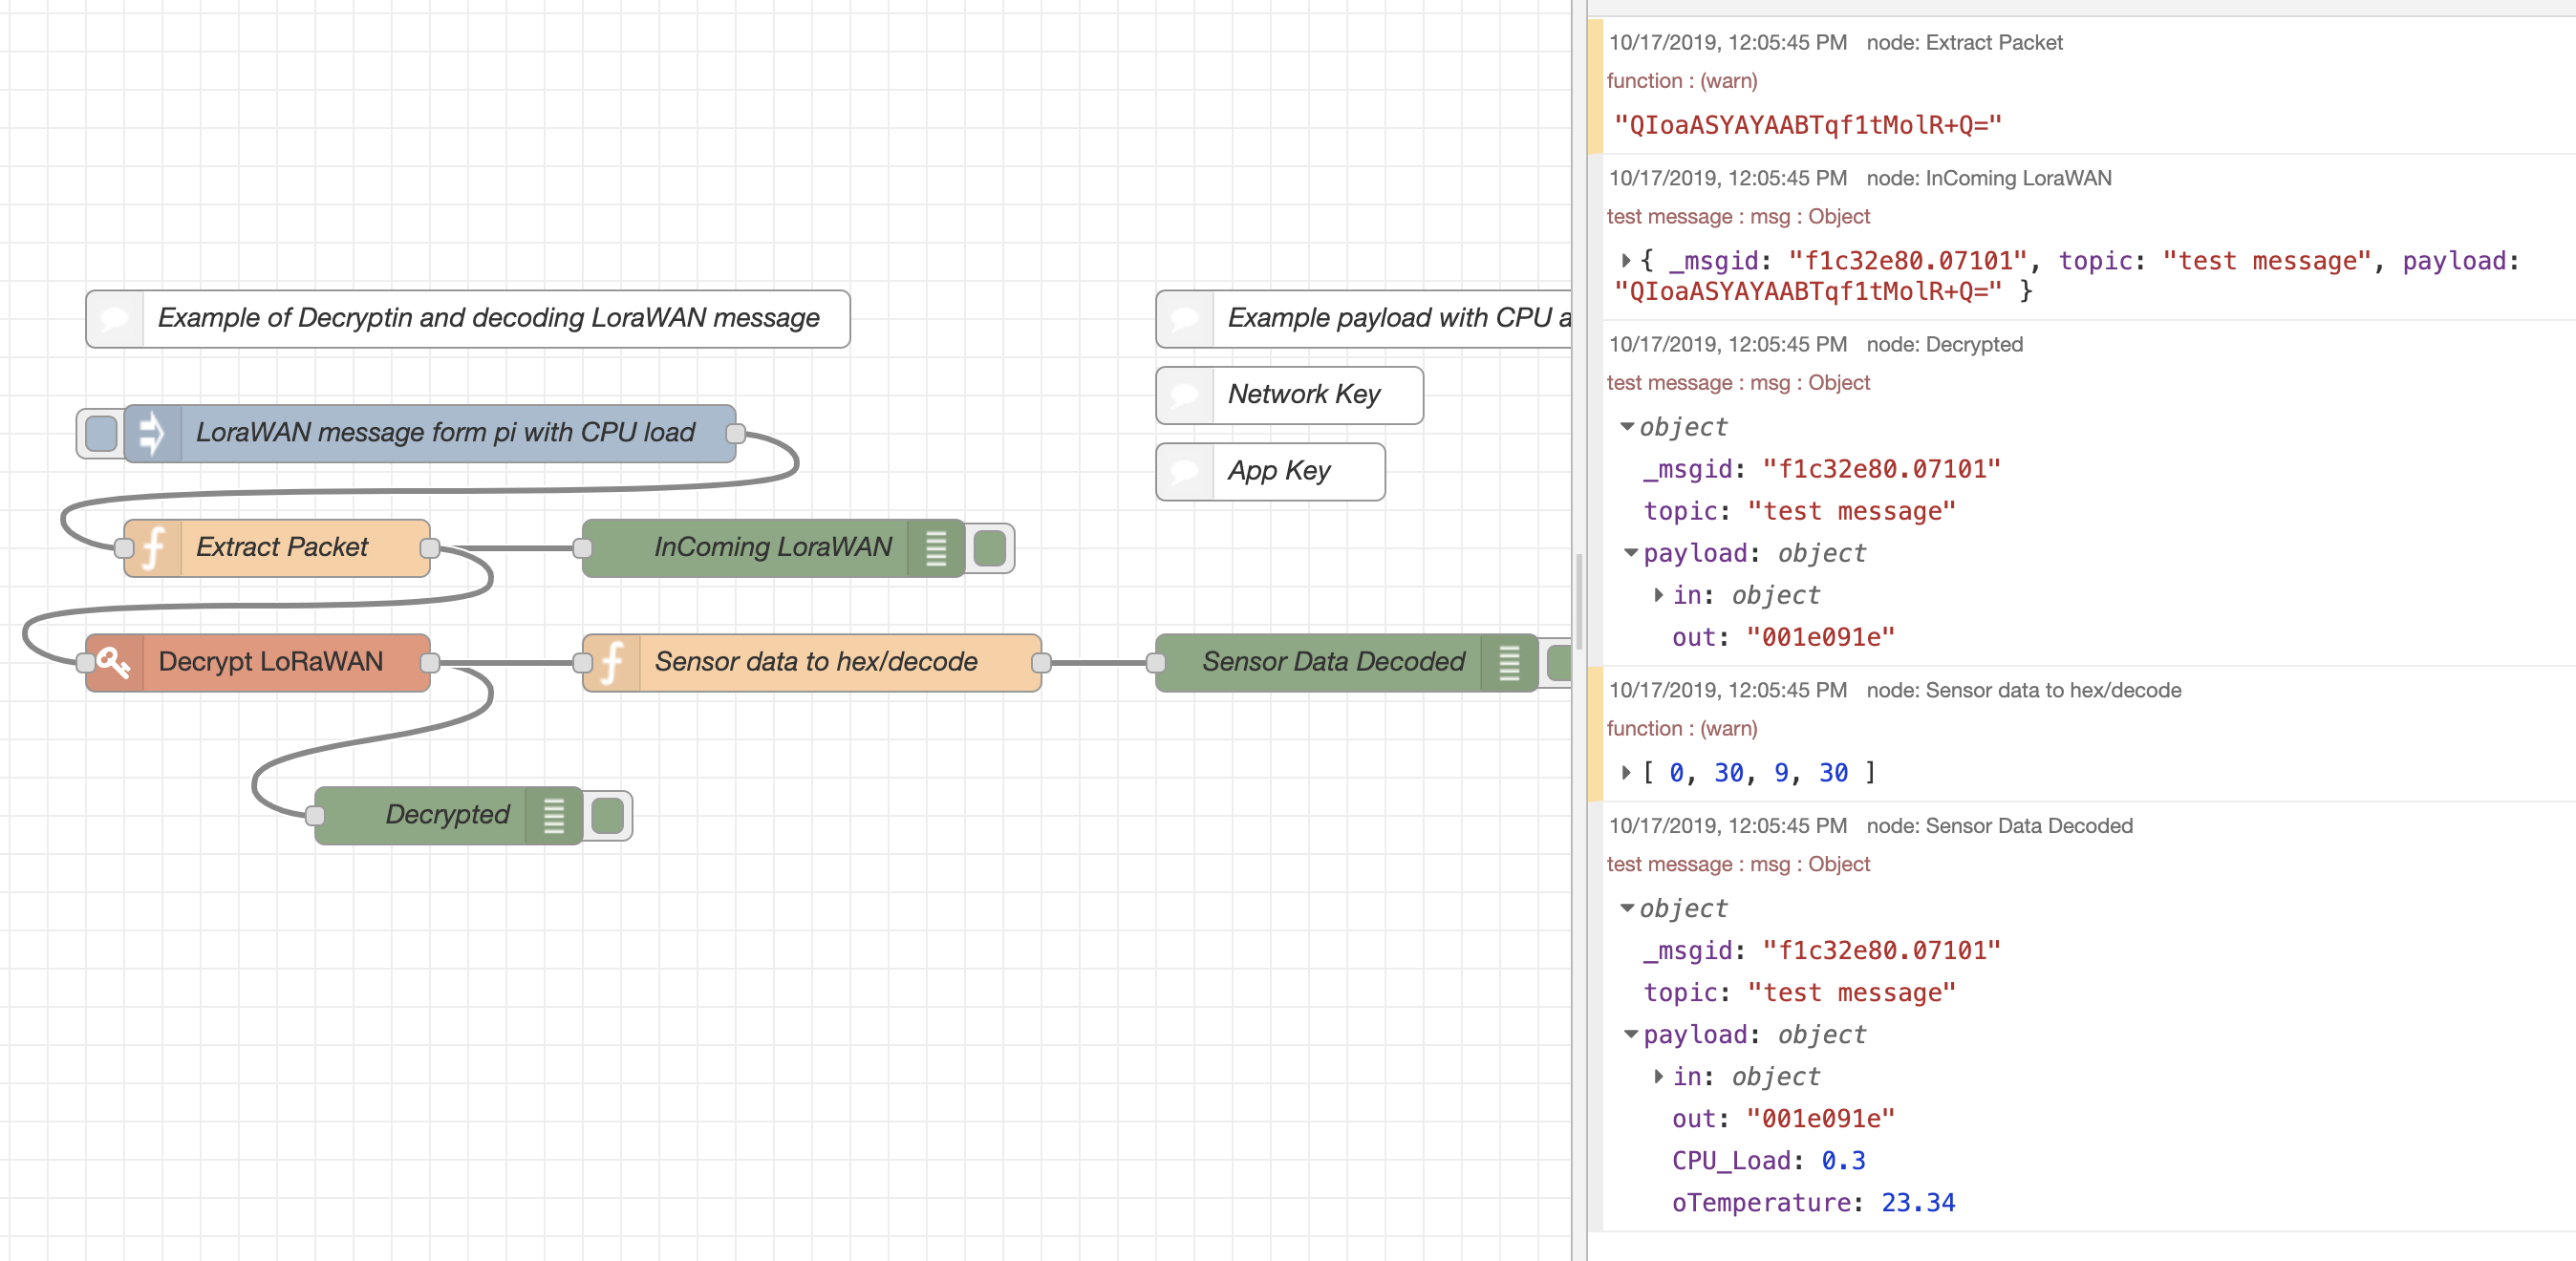 Example of Decryptin and decoding LoraWAN message
Example payload with CPU a
Network Key
App Key
LoraWAN message form pi with CPU load
Extract Packet
InComing LoraWAN
Decrypt LoRaWAN
Sensor data to hex/decode
Sensor Data Decoded
Decrypted
10/17/2019, 12:05:45 PM node: Extract Packet
function : (warn)
"QIoaASYAYAABTqf1tMolR+Q="
10/17/2019, 12:05:45 PM node: InComing LoraWAN
test message : msg : Object
{ _msgid: "f1c32e80.07101", topic: "test message", payload:
"QIoaASYAYAABTqf1tMolR+Q=" }
10/17/2019, 12:05:45 PM node: Decrypted
test message : msg : Object
object
_msgid: "f1c32e80.07101"
topic: "test message"
payload: object
in: object
out: "001e091e"
10/17/2019, 12:05:45 PM node: Sensor data to hex/decode
function : (warn)
[ 0, 30, 9, 30 ]
10/17/2019, 12:05:45 PM node: Sensor Data Decoded
test message : msg : Object
object
_msgid: "f1c32e80.07101"
topic: "test message"
payload: object
in: object
out: "001e091e"
CPU_Load: 0.3
oTemperature: 23.34